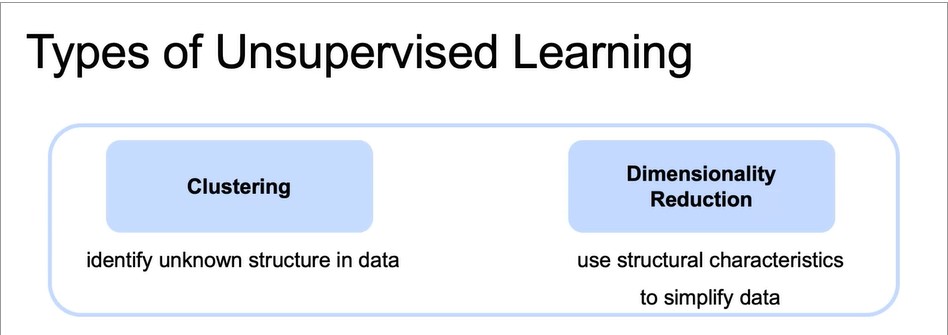 Types of Unsupervised Learning
Clustering
identify unknown structure in data
Dimensionality
Reduction
use structural characteristics
to simplify data